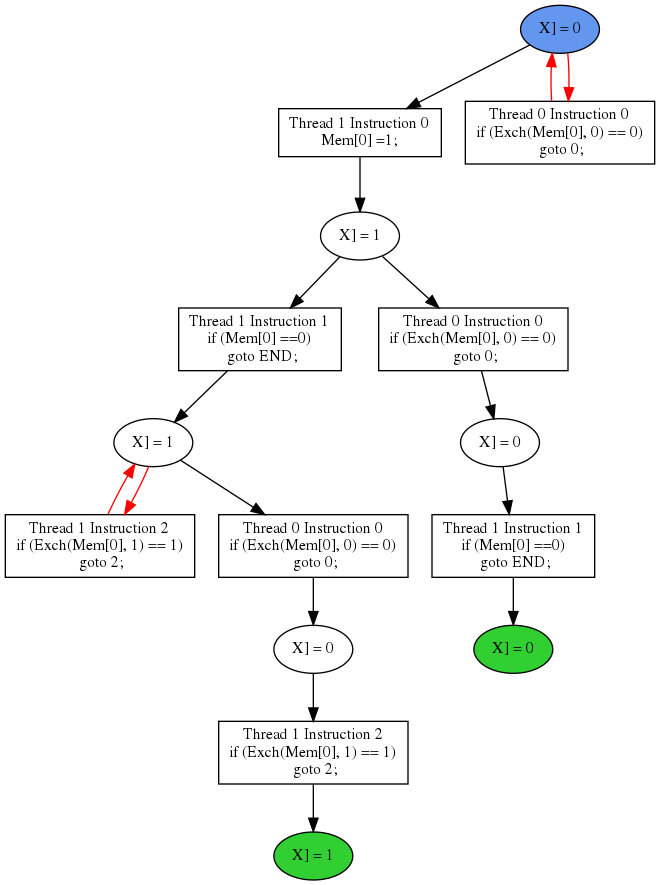 X] = 0
Thread 1 Instruction 0
Mem[0] =1;
Thread 0 Instruction 0
if (Exch(Mem[0], 0) == 0)
goto 0;
X] = 1
Thread 1 Instruction 1
if (Mem[0] ==0)
goto END;
Thread 0 Instruction 0
if (Exch(Mem[0], 0) == 0)
goto 0;
X] = 1
X] = 0
Thread 1 Instruction 2
if (Exch(Mem[0], 1) == 1)
goto 2;
Thread 0 Instruction 0
if (Exch(Mem[0], 0) == 0)
goto 0;
Thread 1 Instruction 1
if (Mem[0] ==0)
goto END;
X] = 0
X] = 0
Thread 1 Instruction 2
if (Exch(Mem[0], 1) == 1)
goto 2;
X] = 1